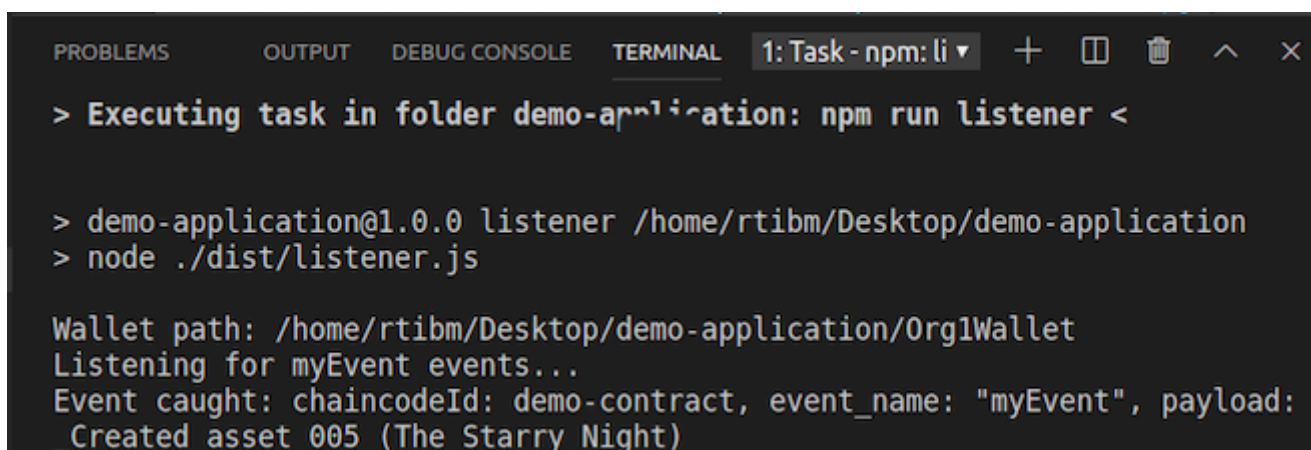 PROBLEMS OUTPUT DEBUG CONSOLE TERMINAL 1: Task - npm: li
> Executing task in folder demo-application: npm run listener <
> demo-application@1.0.0 listener /home/rtibm/Desktop/demo-application
> node ./dist/listener.js
Wallet path: /home/rtibm/Desktop/demo-application/Org1Wallet
Listening for myEvent events...
Event caught: chaincodeId: demo-contract, event_name: "myEvent", payload:
Created asset 005 (The Starry Night)